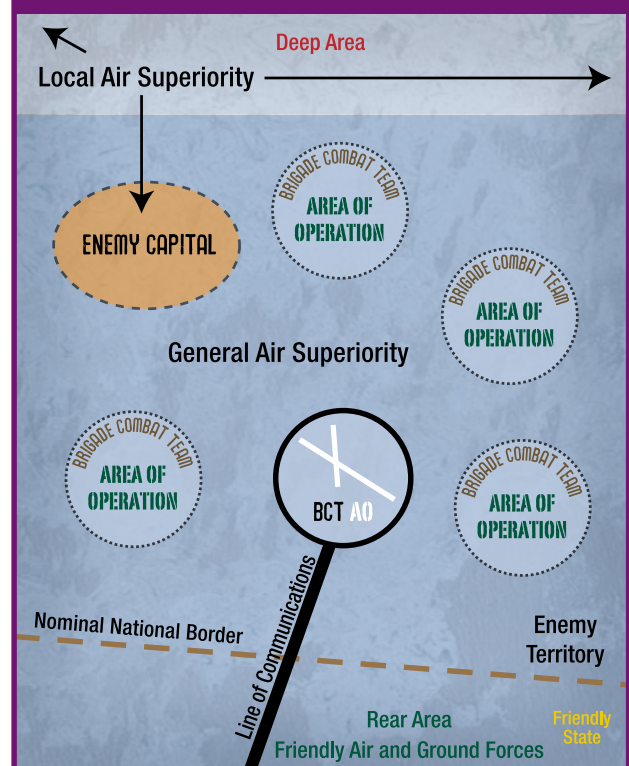 Deep Area
Local Air Superiority
BRIGADE COMBAT TEAM
AREA OF
OPERATION
ENEMY CAPITAL
BRIGADE COMBAT TEAM
AREA OF
OPERATION
General Air Superiority
BRIGADE COMBAT TEAM
AREA OF
OPERATION
BCT AO
BRIGADE COMBAT TEAM
AREA OF
OPERATION
Line of Communications
Nominal National Border
Enemy
Territory
Rear Area
Friendly Air and Ground Forces
Friendly
State